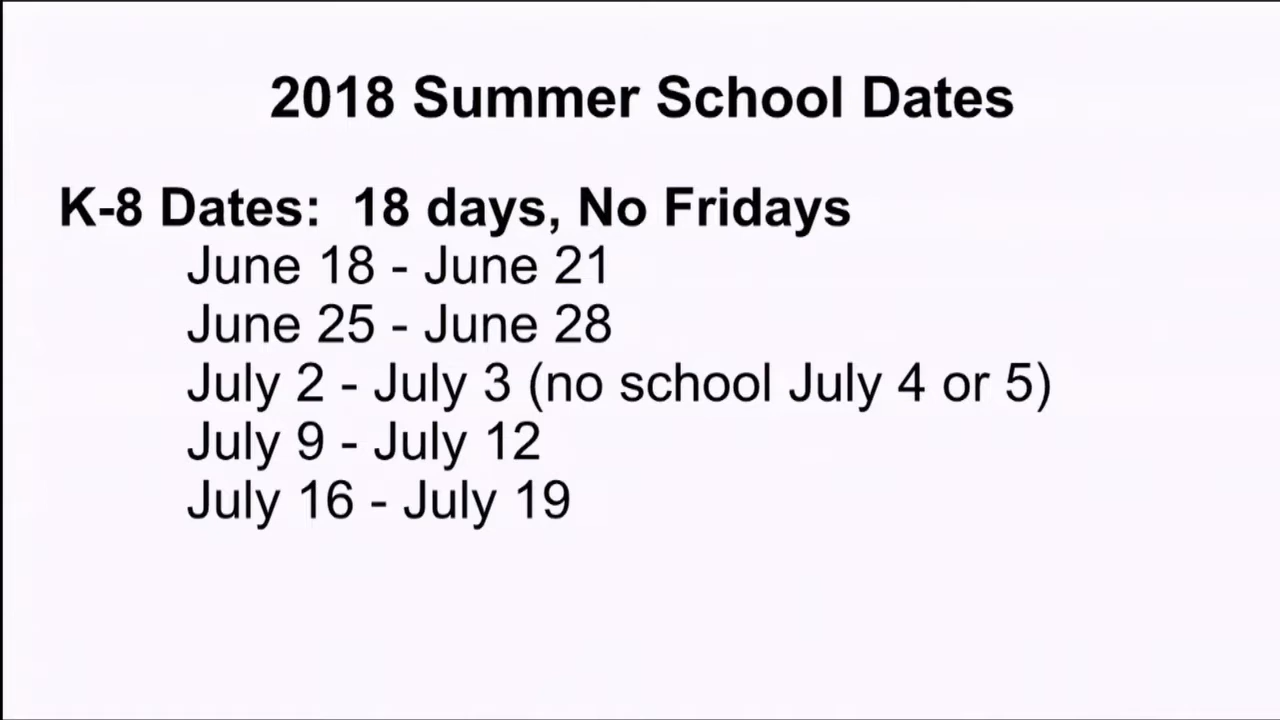 2018 Summer School Dates
K-8 Dates:  18 days, No Fridays
June 18 - June 21
June 25 - June 28
July 2 - July 3 (no school July 4 or 5)
July 9 - July 12
July 16 - July 19